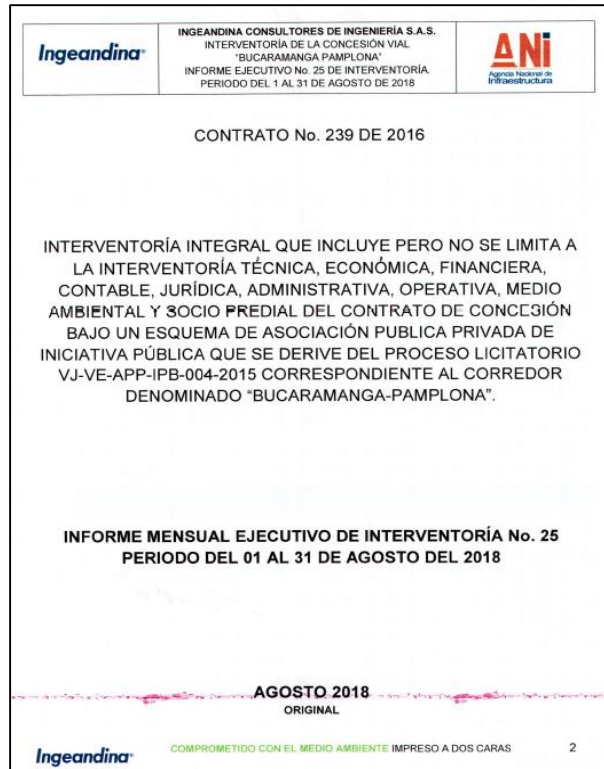 Ingeandina
INGEANDINA CONSULTORES DE INGENIERÍA S.A.S.
INTERVENTORÍA DE LA CONCESIÓN VIAL
"BUCARAMANGA PAMPLONA"
INFORME EJECUTIVO No. 25 DE INTERVENTORÍA.
PERIODO DEL 1 AL 31 DE AGOSTO DE 2018
ANI
Agencia Nacional de
Infraestructura
CONTRATO No. 239 DE 2016
INTERVENTORÍA INTEGRAL QUE INCLUYE PERO NO SE LIMITA A
LA INTERVENTORÍA TÉCNICA, ECONÓMICA, FINANCIERA,
CONTABLE, JURÍDICA, ADMINISTRATIVA, OPERATIVA, MEDIO
AMBIENTAL Y SOCIO PREDIAL DEL CONTRATO DE CONCESIÓN
BAJO UN ESQUEMA DE ASOCIACIÓN PUBLICA PRIVADA DE
INICIATIVA PÚBLICA QUE SE DERIVE DEL PROCESO LICITATORIO
VJ-VE-APP-IPB-004-2015 CORRESPONDIENTE AL CORREDOR
DENOMINADO "BUCARAMANGA-PAMPLONA".
INFORME MENSUAL EJECUTIVO DE INTERVENTORÍA No. 25
PERIODO DEL 01 AL 31 DE AGOSTO DEL 2018
AGOSTO 2018
ORIGINAL
Ingeandina
COMPROMETIDO CON EL MEDIO AMBIENTE IMPRESO A DOS CARAS
2